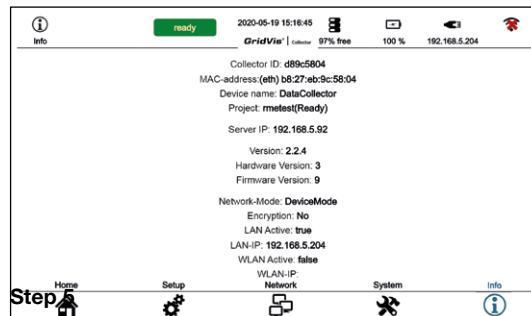 ready
2020-05-19 15:16:45
Info
GridVis® | Collector 97% free 100 % 192.168.5.204
Collector ID: d89c5804
MAC-address:(eth) b8:27:eb:9c:58:04
Device name: DataCollector
Project: rmetest(Ready)
Server IP: 192.168.5.92
Version: 2.2.4
Hardware Version: 3
Firmware Version: 9
Network-Mode: DeviceMode
Encryption: No
LAN Active: true
LAN-IP: 192.168.5.204
WLAN Active: false
WLAN-IP:
Home Setup Network System Info
Step 5